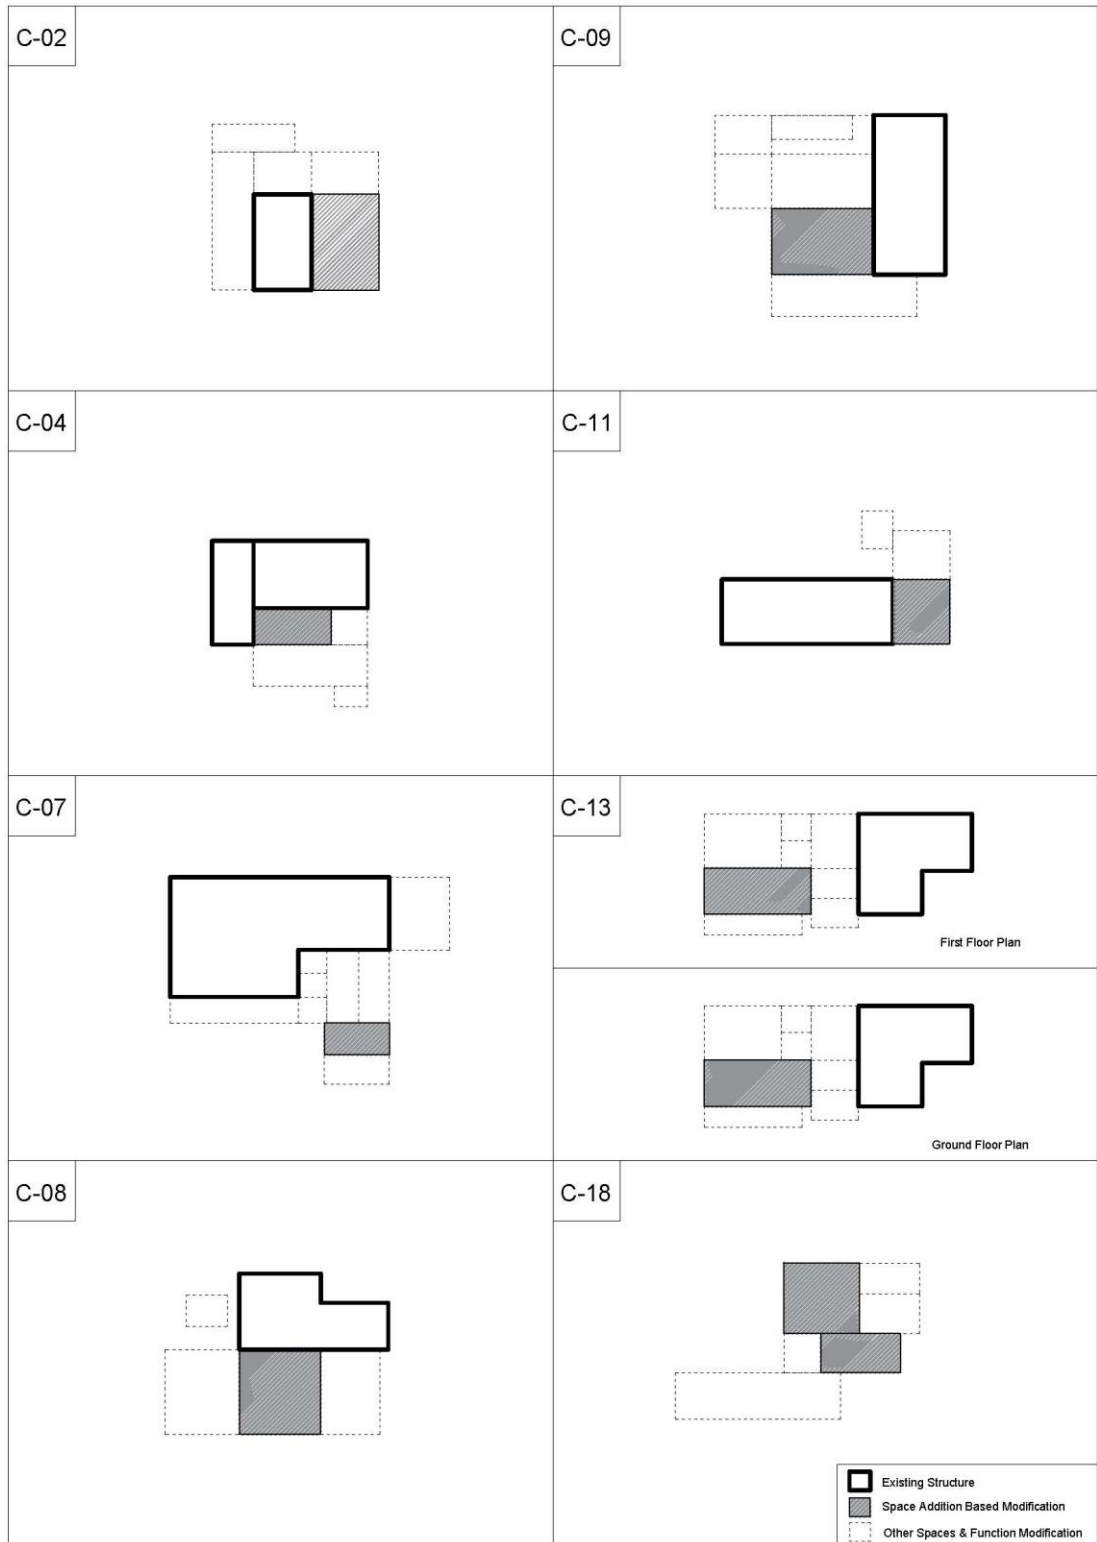 C-02
C-09
C-04
C-11
C-07
C-13
First Floor Plan
Ground Floor Plan
C-08
C-18
Existing Structure
Space Addition Based Modification
Other Spaces & Function Modification